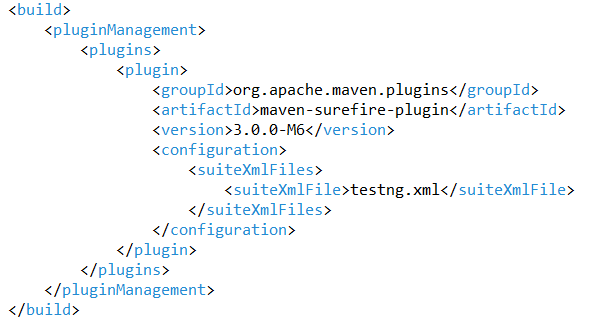 <build>
    <pluginManagement>
        <plugins>
            <plugin>
                <groupId>org.apache.maven.plugins</groupId>
                <artifactId>maven-surefire-plugin</artifactId>
                <version>3.0.0-M6</version>
                <configuration>
                    <suiteXmlFiles>
                        <suiteXmlFile>testng.xml</suiteXmlFile>
                    </suiteXmlFiles>
                </configuration>
            </plugin>
        </plugins>
    </pluginManagement>
</build>